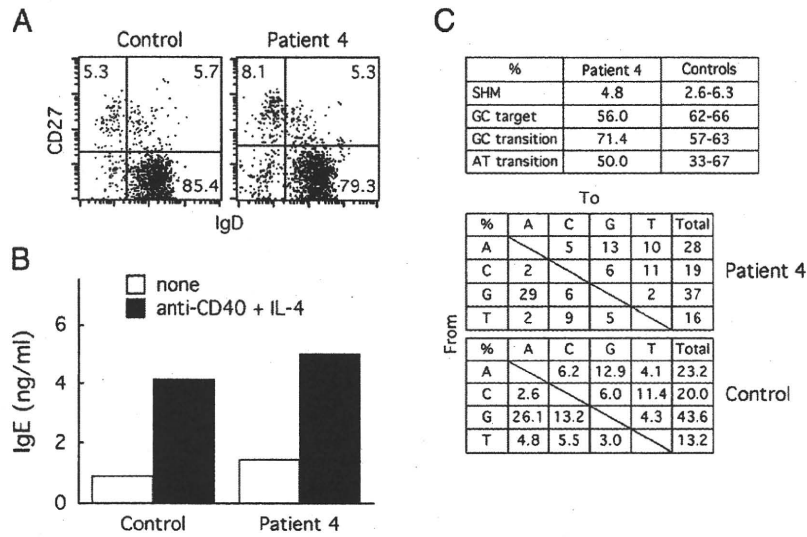 A
Control
Patient 4
5.3
5.7
8.1
5.3
85.4
79.3
CD27
IgD
B
none
anti-CD40 + IL-4
IgE (ng/ml)
6
4
2
0
Control
Patient 4
C
% Patient 4 Controls
SHM 4.8 2.6-6.3
GC target 56.0 62-66
GC transition 71.4 57-63
AT transition 50.0 33-67
To
From
% A C G T Total
A 5 13 10 28
C 2 6 11 19
G 29 6 2 37
T 2 9 5 16
Patient 4
% A C G T Total
A 6.2 12.9 4.1 23.2
C 2.6 6.0 11.4 20.0
G 26.1 13.2 4.3 43.6
T 4.8 5.5 3.0 13.2
Control